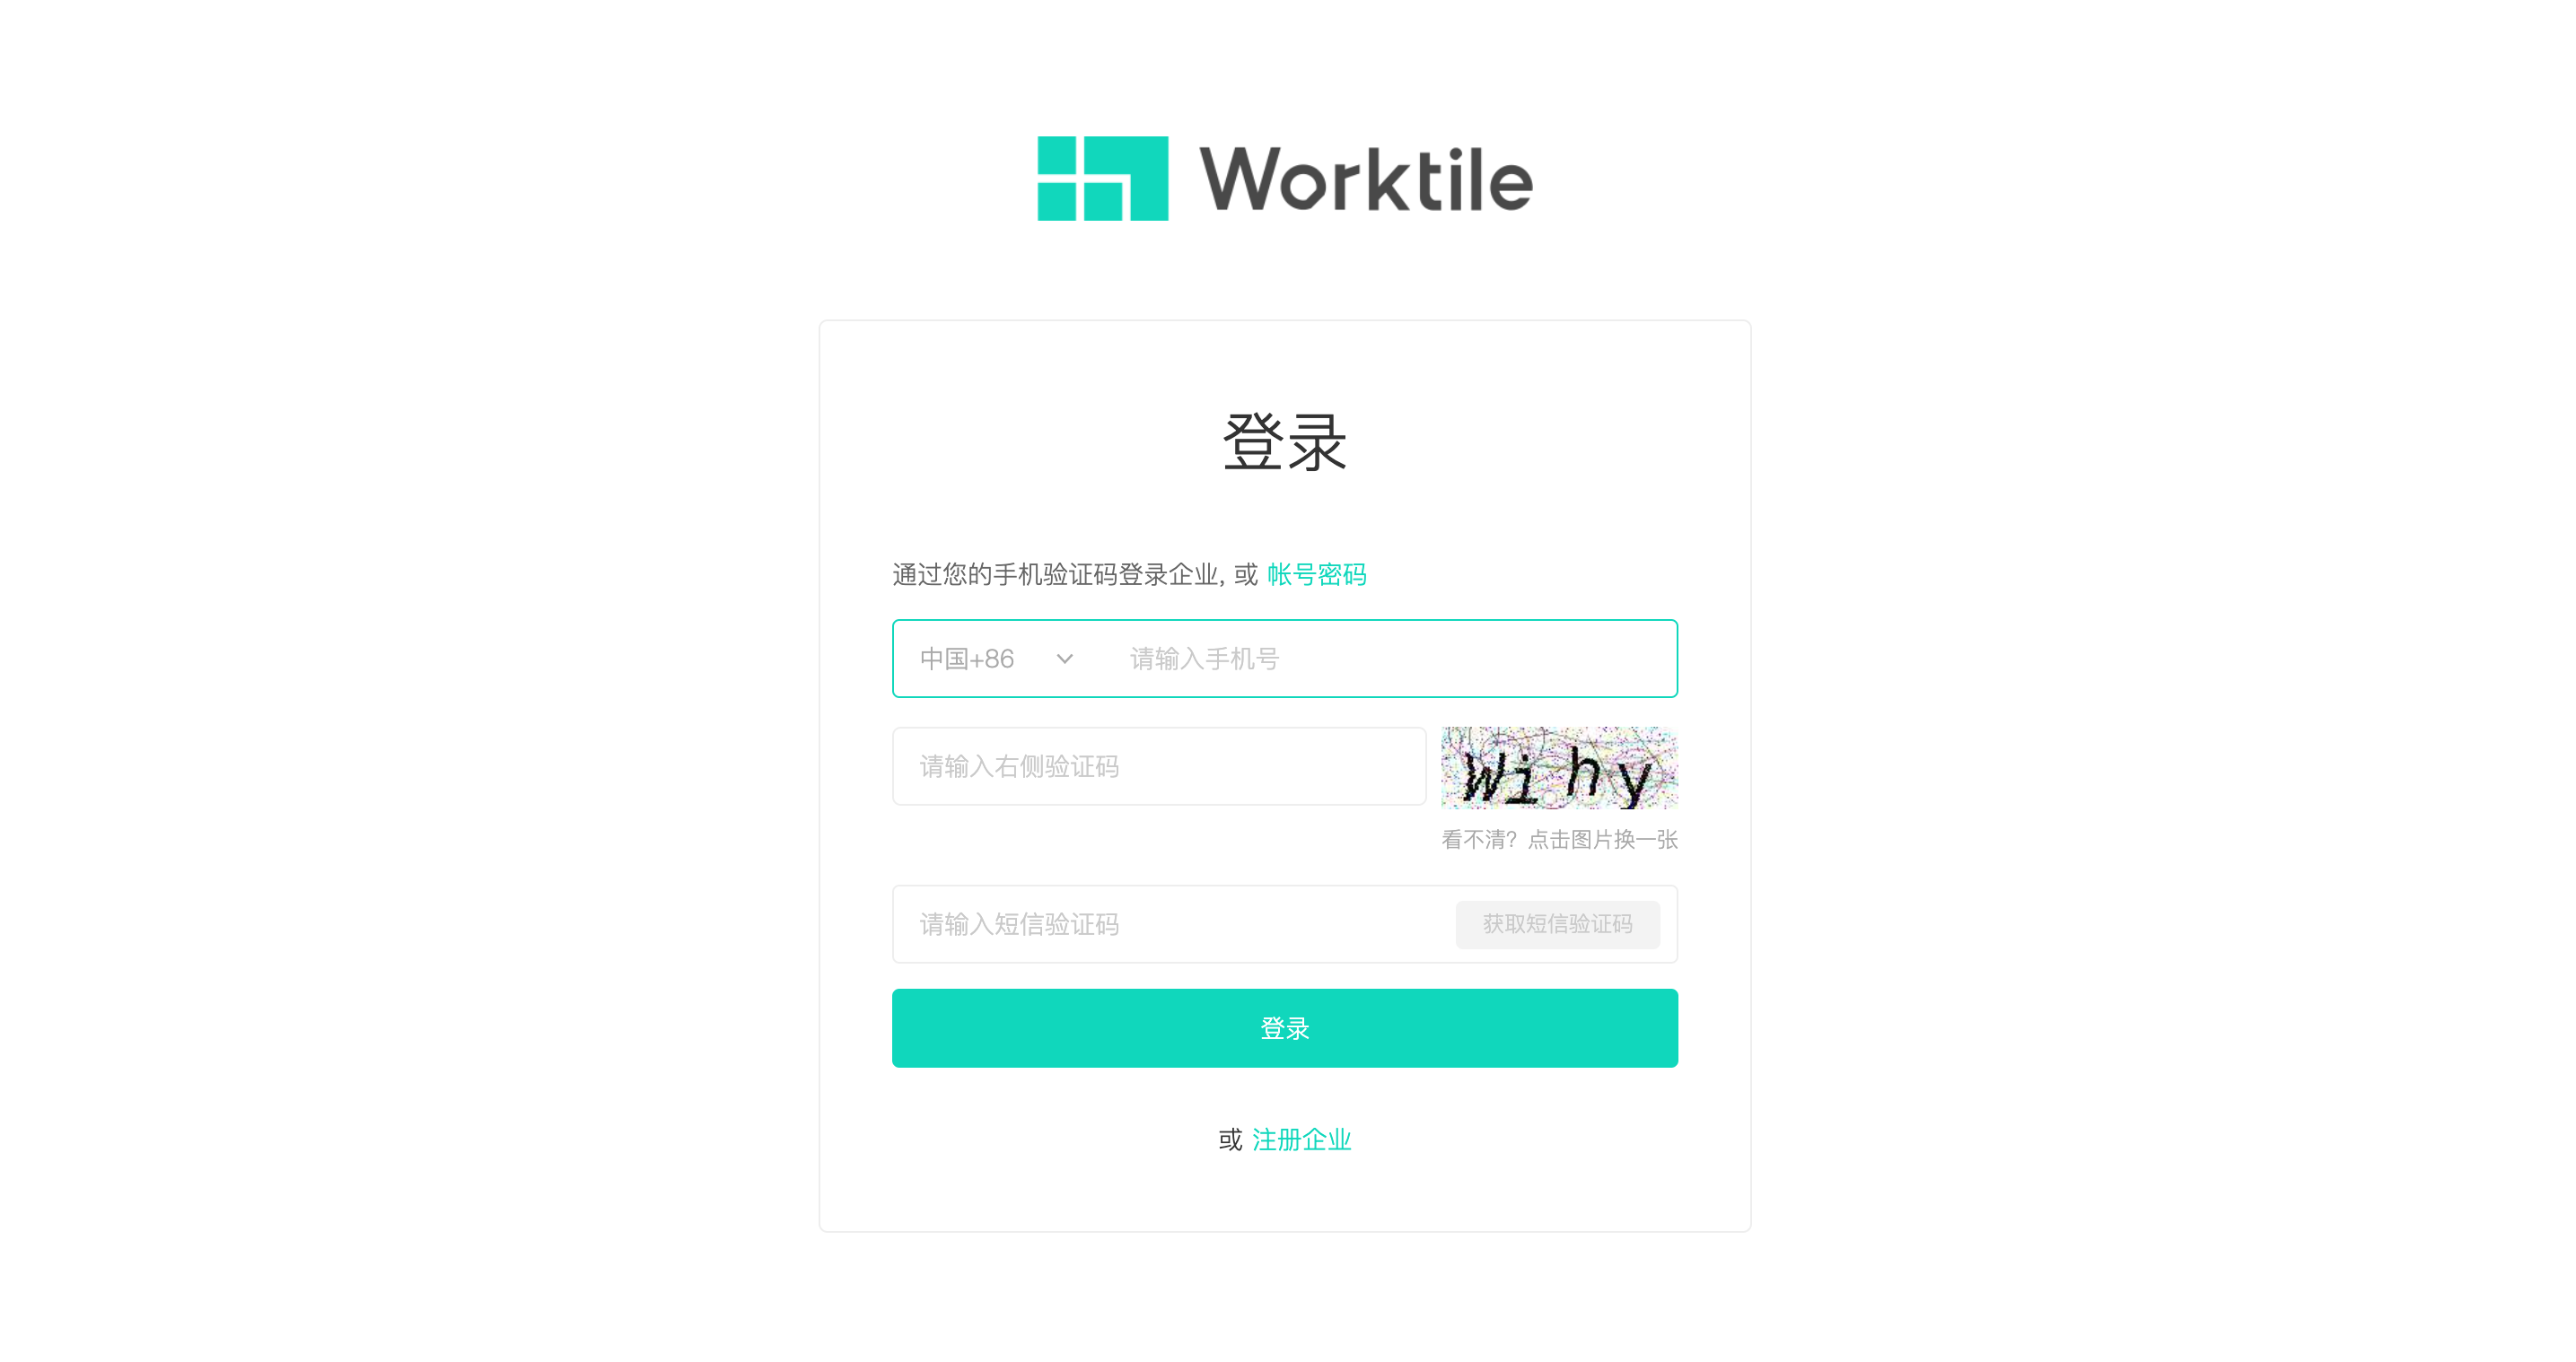 Worktile
登录
通过您的手机验证码登录企业, 或 帐号密码
中国+86 请输入手机号
请输入右侧验证码 Wihy
看不清？点击图片换一张
请输入短信验证码 获取短信验证码
登录
或 注册企业